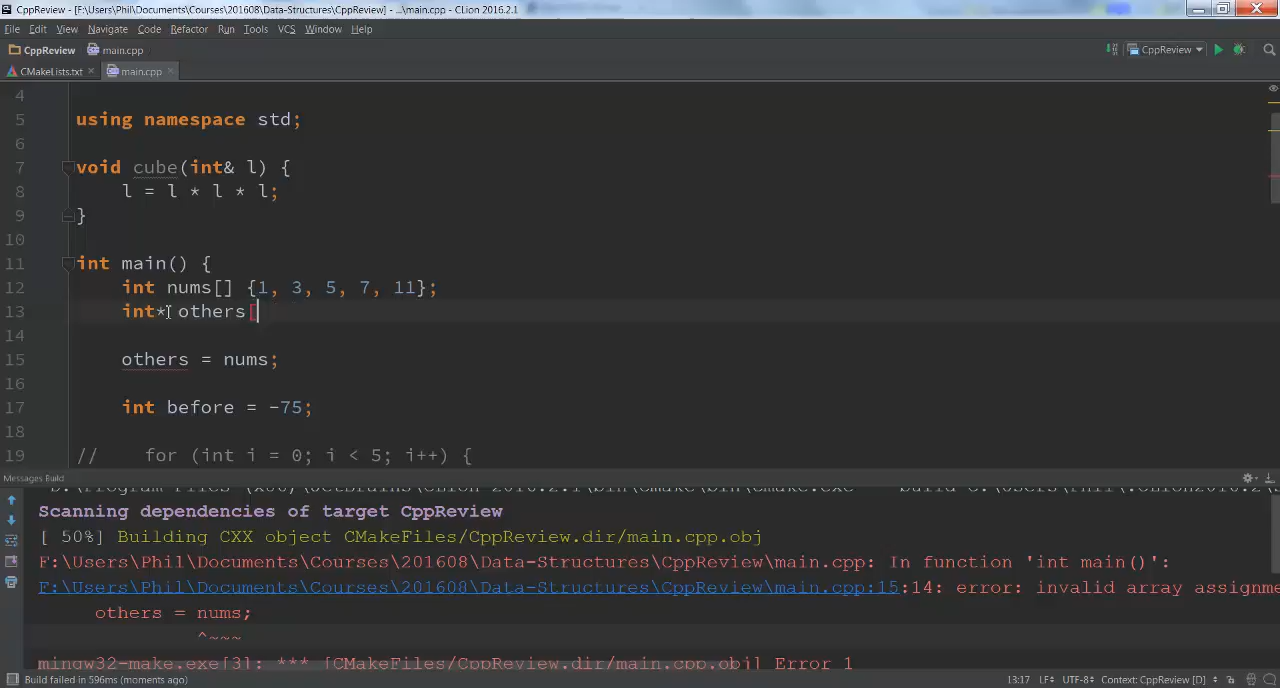 CppReview - [F:\Users\Phil\Documents\Courses\201608\Data-Structures\CppReview] - ...\main.cpp - CLion 2016.2.1
File Edit View Navigate Code Refactor Run Tools VCS Window Help
CppReview main.cpp CppReview
CMakeLists.txt main.cpp
4
5 using namespace std;
6
7 void cube(int& l) {
8 l = l * l * l;
9 }
10
11 int main() {
12 int nums[] {1, 3, 5, 7, 11};
13 int* others[
14
15 others = nums;
16
17 int before = -75;
18
19 // for (int i = 0; i < 5; i++) {
Messages Build
Scanning dependencies of target CppReview
[ 50%] Building CXX object CMakeFiles/CppReview.dir/main.cpp.obj
F:\Users\Phil\Documents\Courses\201608\Data-Structures\CppReview\main.cpp: In function 'int main()':
F:\Users\Phil\Documents\Courses\201608\Data-Structures\CppReview\main.cpp:15:14: error: invalid array assignme
others = nums;
^~~~
mingw32-make.exe[3]: *** [CMakeFiles/CppReview.dir/main.cpp.obj] Error 1
Build failed in 596ms (moments ago) 13:17 LF÷ UTF-8÷ Context: CppReview [D]